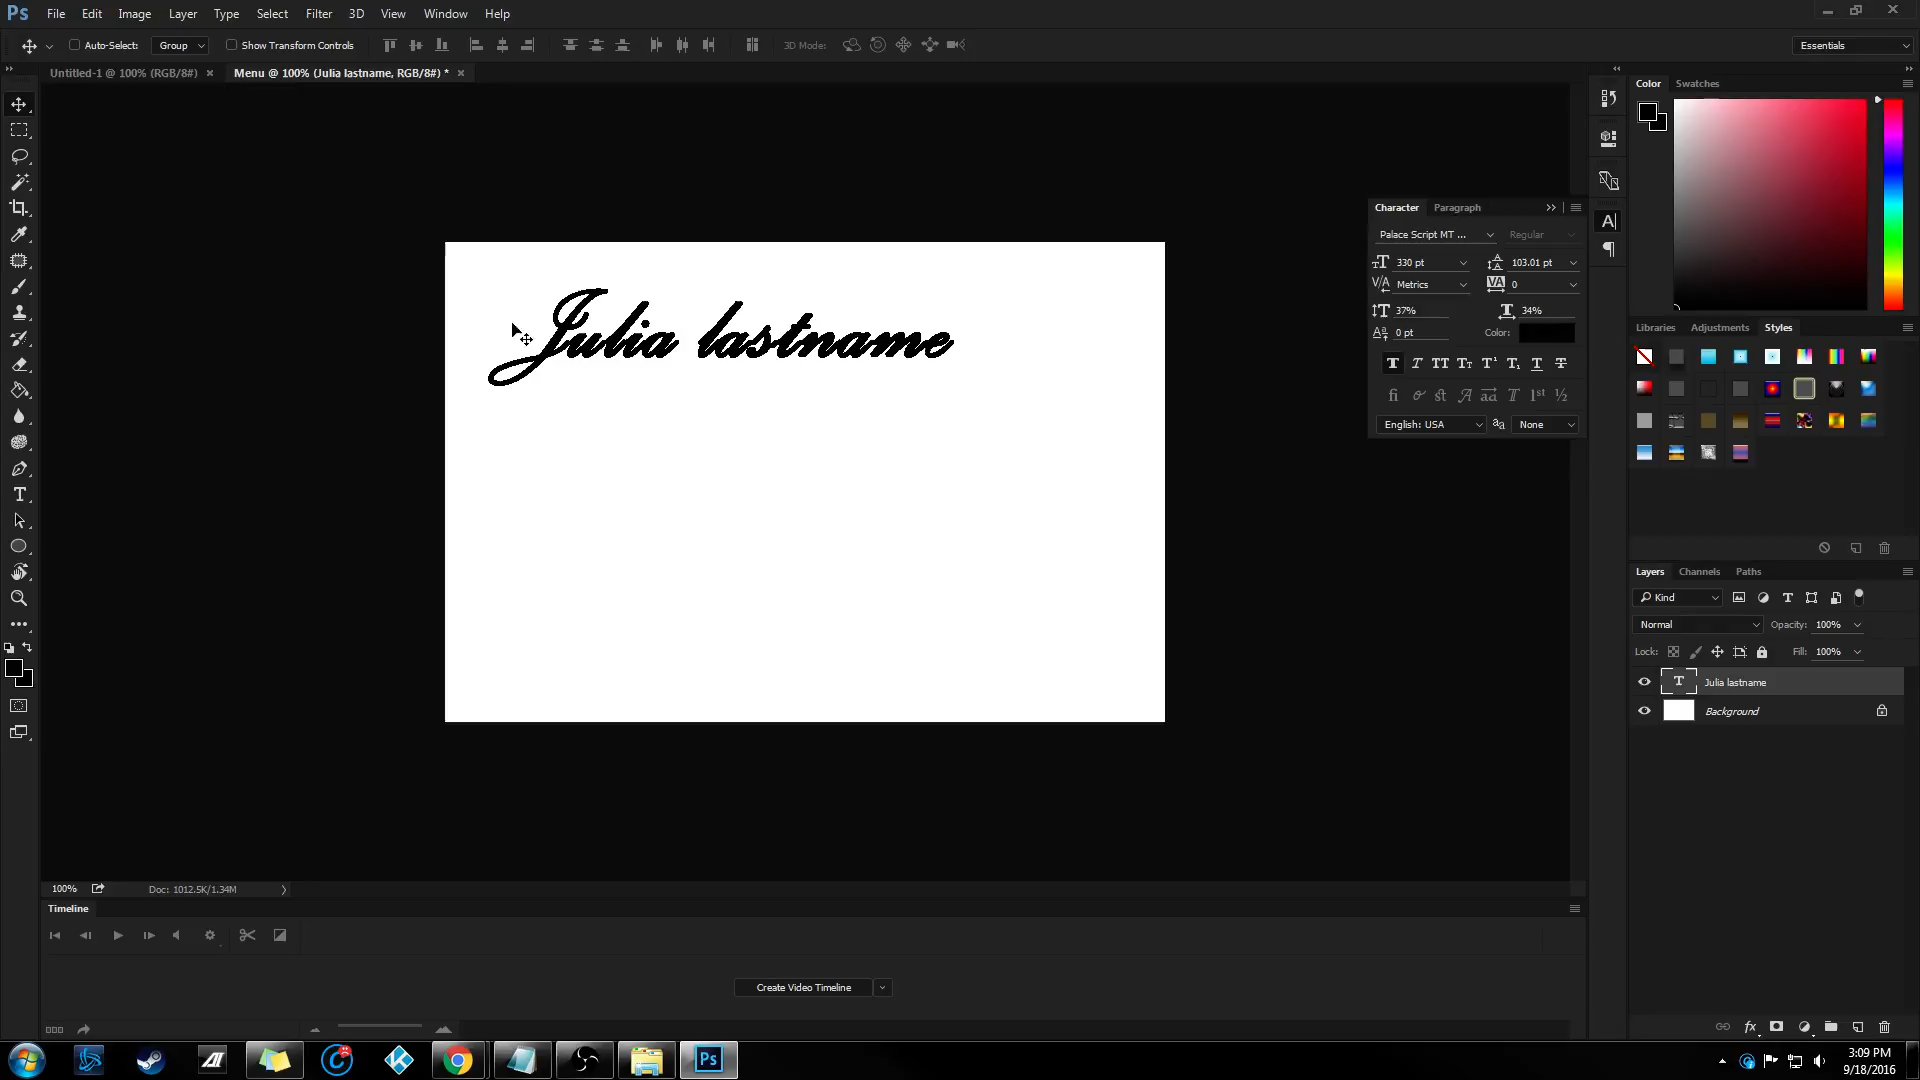 Ps File Edit Image Layer Type Select Filter 3D View Window Help
Auto-Select: Group Show Transform Controls 3D Mode: Essentials
Untitled-1 @ 100% (RGB/8#) × Menu @ 100% (Julia lastname, RGB/8#) * ×
Color Swatches
Character Paragraph
Palace Script MT ... Regular
330 pt 103.01 pt
Metrics 0
37% 34%
0 pt Color:
English: USA None
Julia lastname
Libraries Adjustments Styles
Layers Channels Paths
Kind
Normal Opacity: 100%
Lock: Fill: 100%
Julia lastname
Background
100% Doc: 1012.5K/1.34M
Timeline
Create Video Timeline
Ps
3:09 PM
9/18/2016